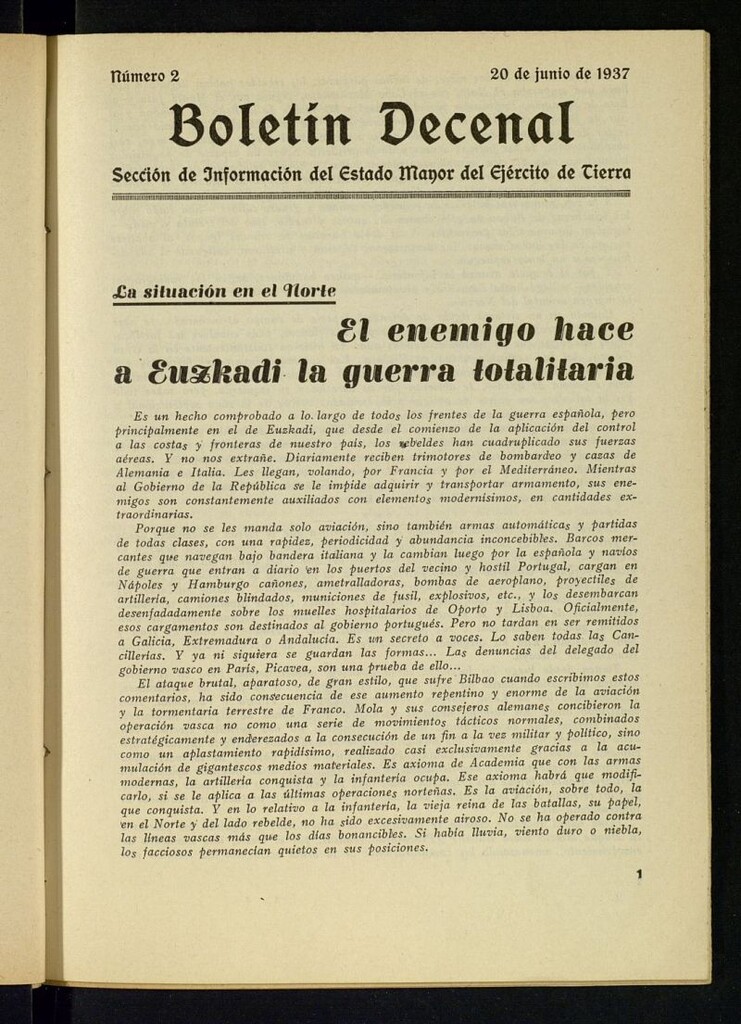 Número 2
20 de junio de 1937
Boletín Decenal
Sección de Información del Estado Mayor del Ejército de Tierra
La situación en el Norte
El enemigo hace
a Euzkadi la guerra totalitaria
Es un hecho comprobado a lo largo de todos los frentes de la guerra española, pero
principalmente en el de Euzkadi, que desde el comienzo de la aplicación del control
a las costas y fronteras de nuestro país, los rebeldes han cuadruplicado sus fuerzas
aéreas. Y no nos extrañe. Diariamente reciben trimotores de bombardeo y cazas de
Alemania e Italia. Les llegan, volando, por Francia y por el Mediterráneo. Mientras
al Gobierno de la República se le impide adquirir y transportar armamento, sus ene-
migos son constantemente auxiliados con elementos modernísimos, en cantidades ex-
traordinarias.
Porque no se les manda solo aviación, sino también armas automáticas y partidas
de todas clases, con una rapidez, periodicidad y abundancia inconcebibles. Barcos mer-
cantes que navegan bajo bandera italiana y la cambian luego por la española y navíos
de guerra que entran a diario en los puertos del vecino y hostil Portugal, cargan en
Nápoles y Hamburgo cañones, ametralladoras, bombas de aeroplano, proyectiles de
artillería, camiones blindados, municiones de fusil, explosivos, etc., y los desembarcan
desenfadadamente sobre los muelles hospitalarios de Oporto y Lisboa. Oficialmente,
esos cargamentos son destinados al gobierno portugués. Pero no tardan en ser remitidos
a Galicia, Extremadura o Andalucía. Es un secreto a voces. Lo saben todas las Can-
cillerías. Y ya ni siquiera se guardan las formas... Las denuncias del delegado del
gobierno vasco en París, Picavea, son una prueba de ello...
El ataque brutal, aparatoso, de gran estilo, que sufre Bilbao cuando escribimos estos
comentarios, ha sido consecuencia de ese aumento repentino y enorme de la aviación
y la tormentaria terrestre de Franco. Mola y sus consejeros alemanes concibieron la
operación vasca no como una serie de movimientos tácticos normales, combinados
estratégicamente y enderezados a la consecución de un fin a la vez militar y político, sino
como un aplastamiento rapidísimo, realizado casi exclusivamente gracias a la acu-
mulación de gigantescos medios materiales. Es axioma de Academia que con las armas
modernas, la artillería conquista y la infantería ocupa. Ese axioma habrá que modifi-
carlo, si se le aplica a las últimas operaciones norteñas. Es la aviación, sobre todo, la
que conquista. Y en lo relativo a la infantería, la vieja reina de las batallas, su papel,
en el Norte y del lado rebelde, no ha sido excesivamente airoso. No se ha operado contra
las líneas vascas más que los días bonancibles. Si había lluvia, viento duro o niebla,
los facciosos permanecían quietos en sus posiciones.
1